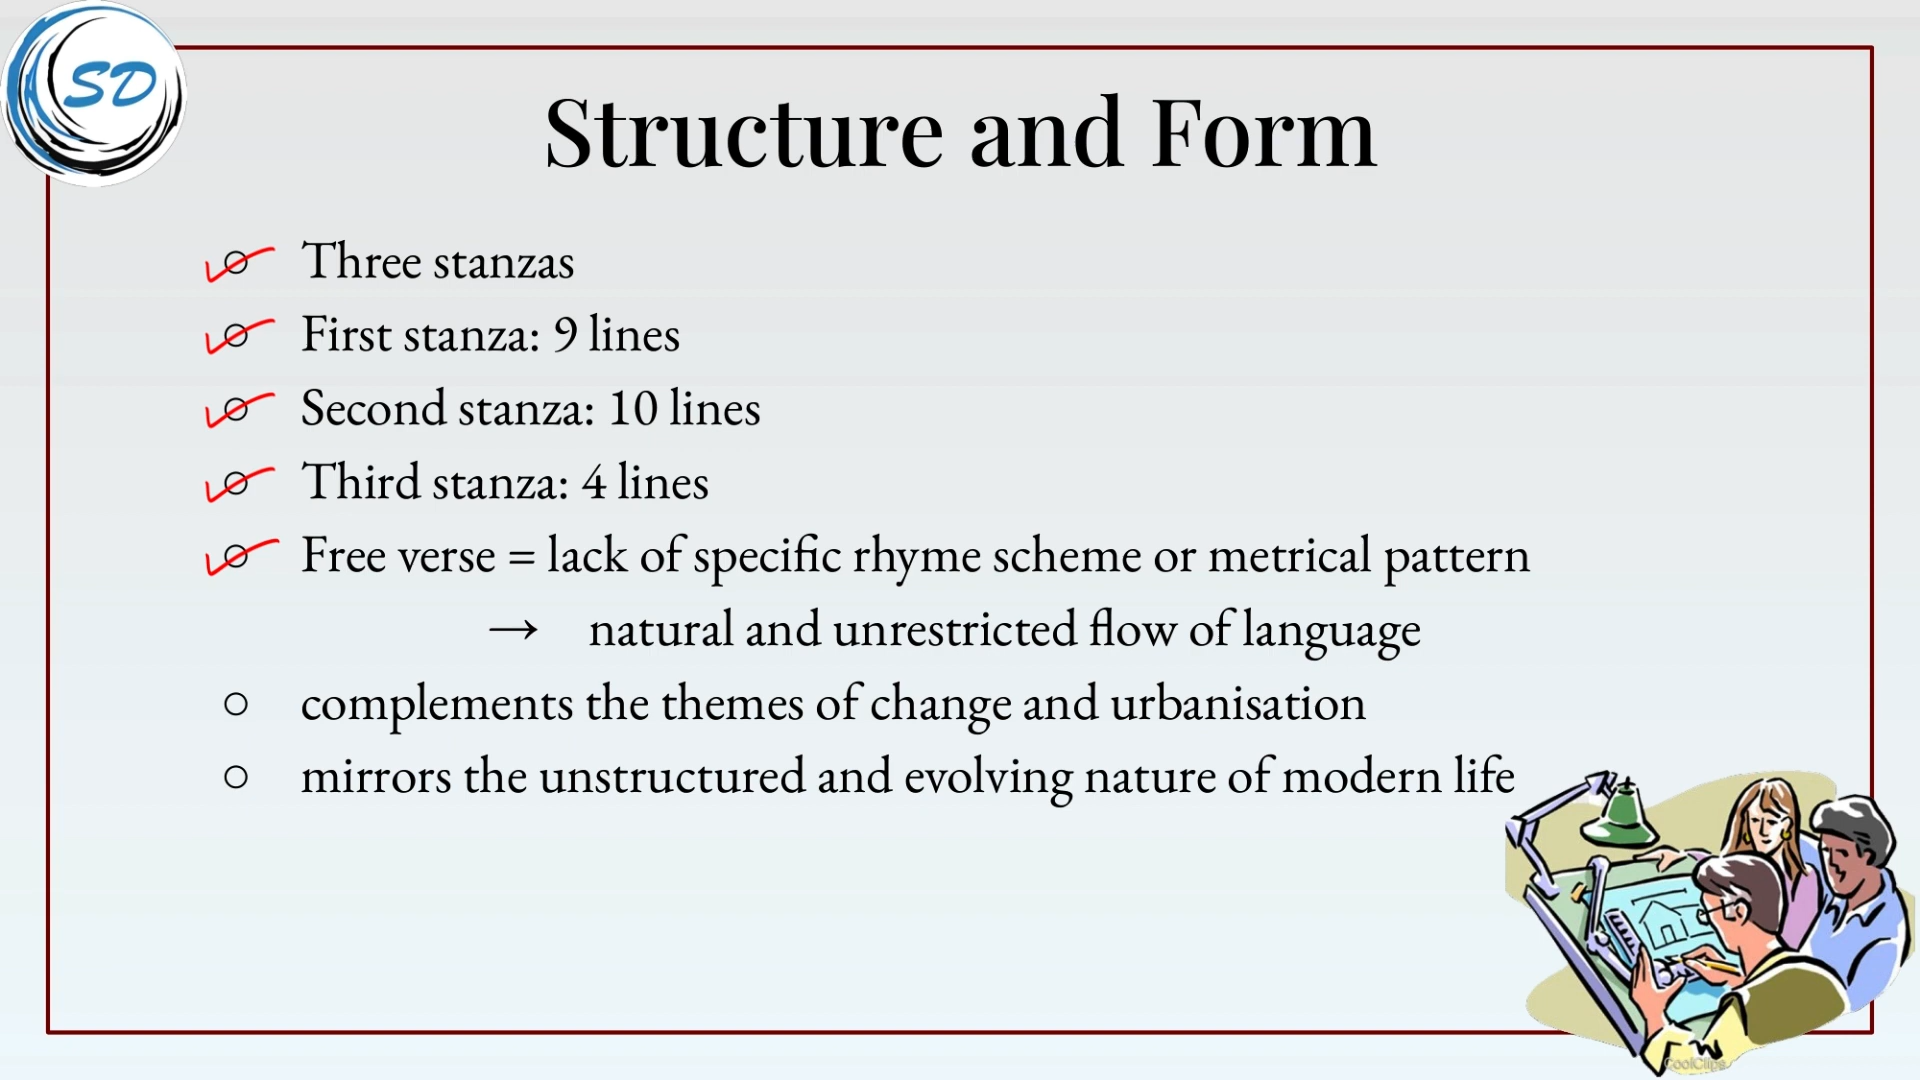 SD
Structure and Form
○ Three stanzas
○ First stanza: 9 lines
○ Second stanza: 10 lines
○ Third stanza: 4 lines
○ Free verse = lack of specific rhyme scheme or metrical pattern
→ natural and unrestricted flow of language
○ complements the themes of change and urbanisation
○ mirrors the unstructured and evolving nature of modern life
CoolClips